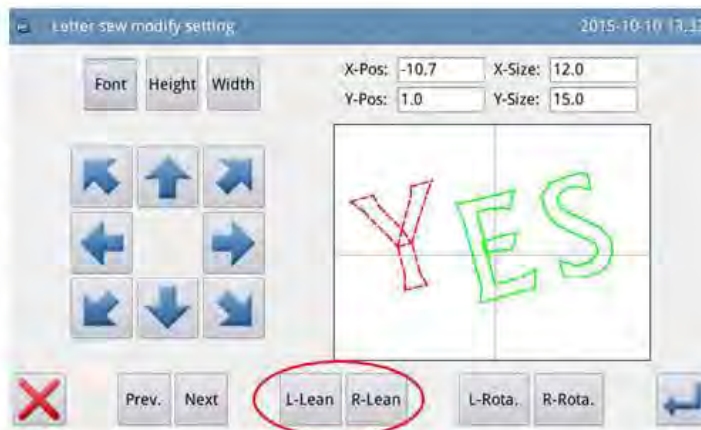 Letter sew modify setting 2015-10-10 13:33
Font Height Width
X-Pos: -10.7 X-Size: 12.0
Y-Pos: 1.0 Y-Size: 15.0
YES
Prev. Next L-Lean R-Lean L-Rota. R-Rota.